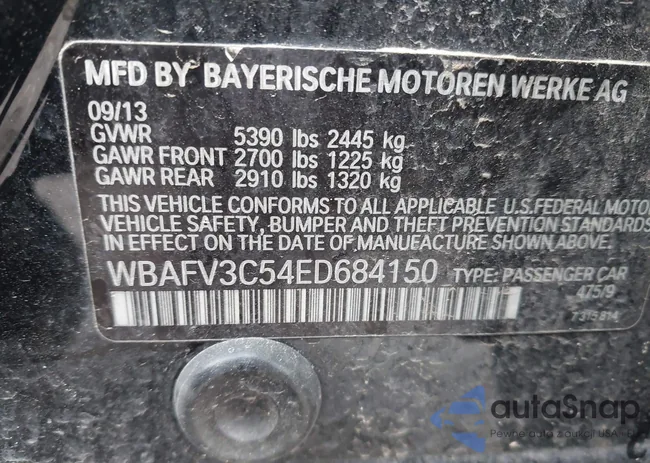 MFD BY BAYERISCHE MOTOREN WERKE AG
09/13
GVWR 5390 lbs 2445 kg
GAWR FRONT 2700 lbs 1225 kg
GAWR REAR 2910 lbs 1320 kg
THIS VEHICLE CONFORMS TO ALL APPLICABLE U.S.FEDERAL MOTOR
VEHICLE SAFETY, BUMPER AND THEFT PREVENTION STANDARDS
IN EFFECT ON THE DATE OF MANUFACTURE SHOWN ABOVE.
WBAFV3C54ED684150 TYPE: PASSENGER CAR
475/9
7315814
autoSnap